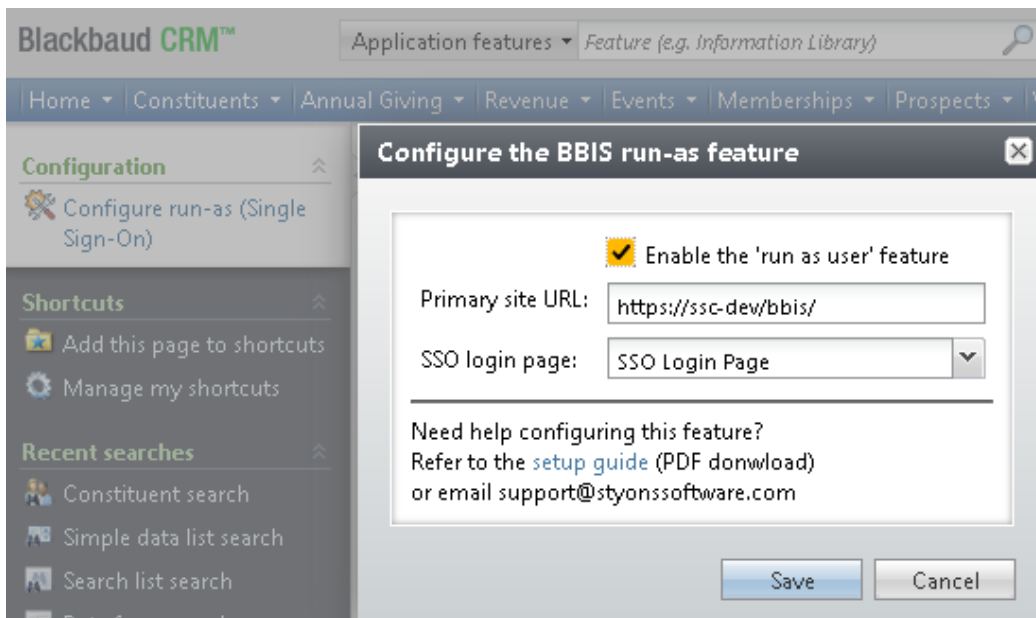 Blackbaud CRM™
Application features
Feature (e.g. Information Library)
Home Constituents Annual Giving Revenue Events Memberships Prospects
Configuration
Configure run-as (Single
Sign-On)
Shortcuts
Add this page to shortcuts
Manage my shortcuts
Recent searches
Constituent search
Simple data list search
Search list search
Configure the BBIS run-as feature
Enable the 'run as user' feature
Primary site URL:
https://ssc-dev/bbis/
SSO login page:
SSO Login Page
Need help configuring this feature?
Refer to the setup guide (PDF donwload)
or email support@styonssoftware.com
Save
Cancel